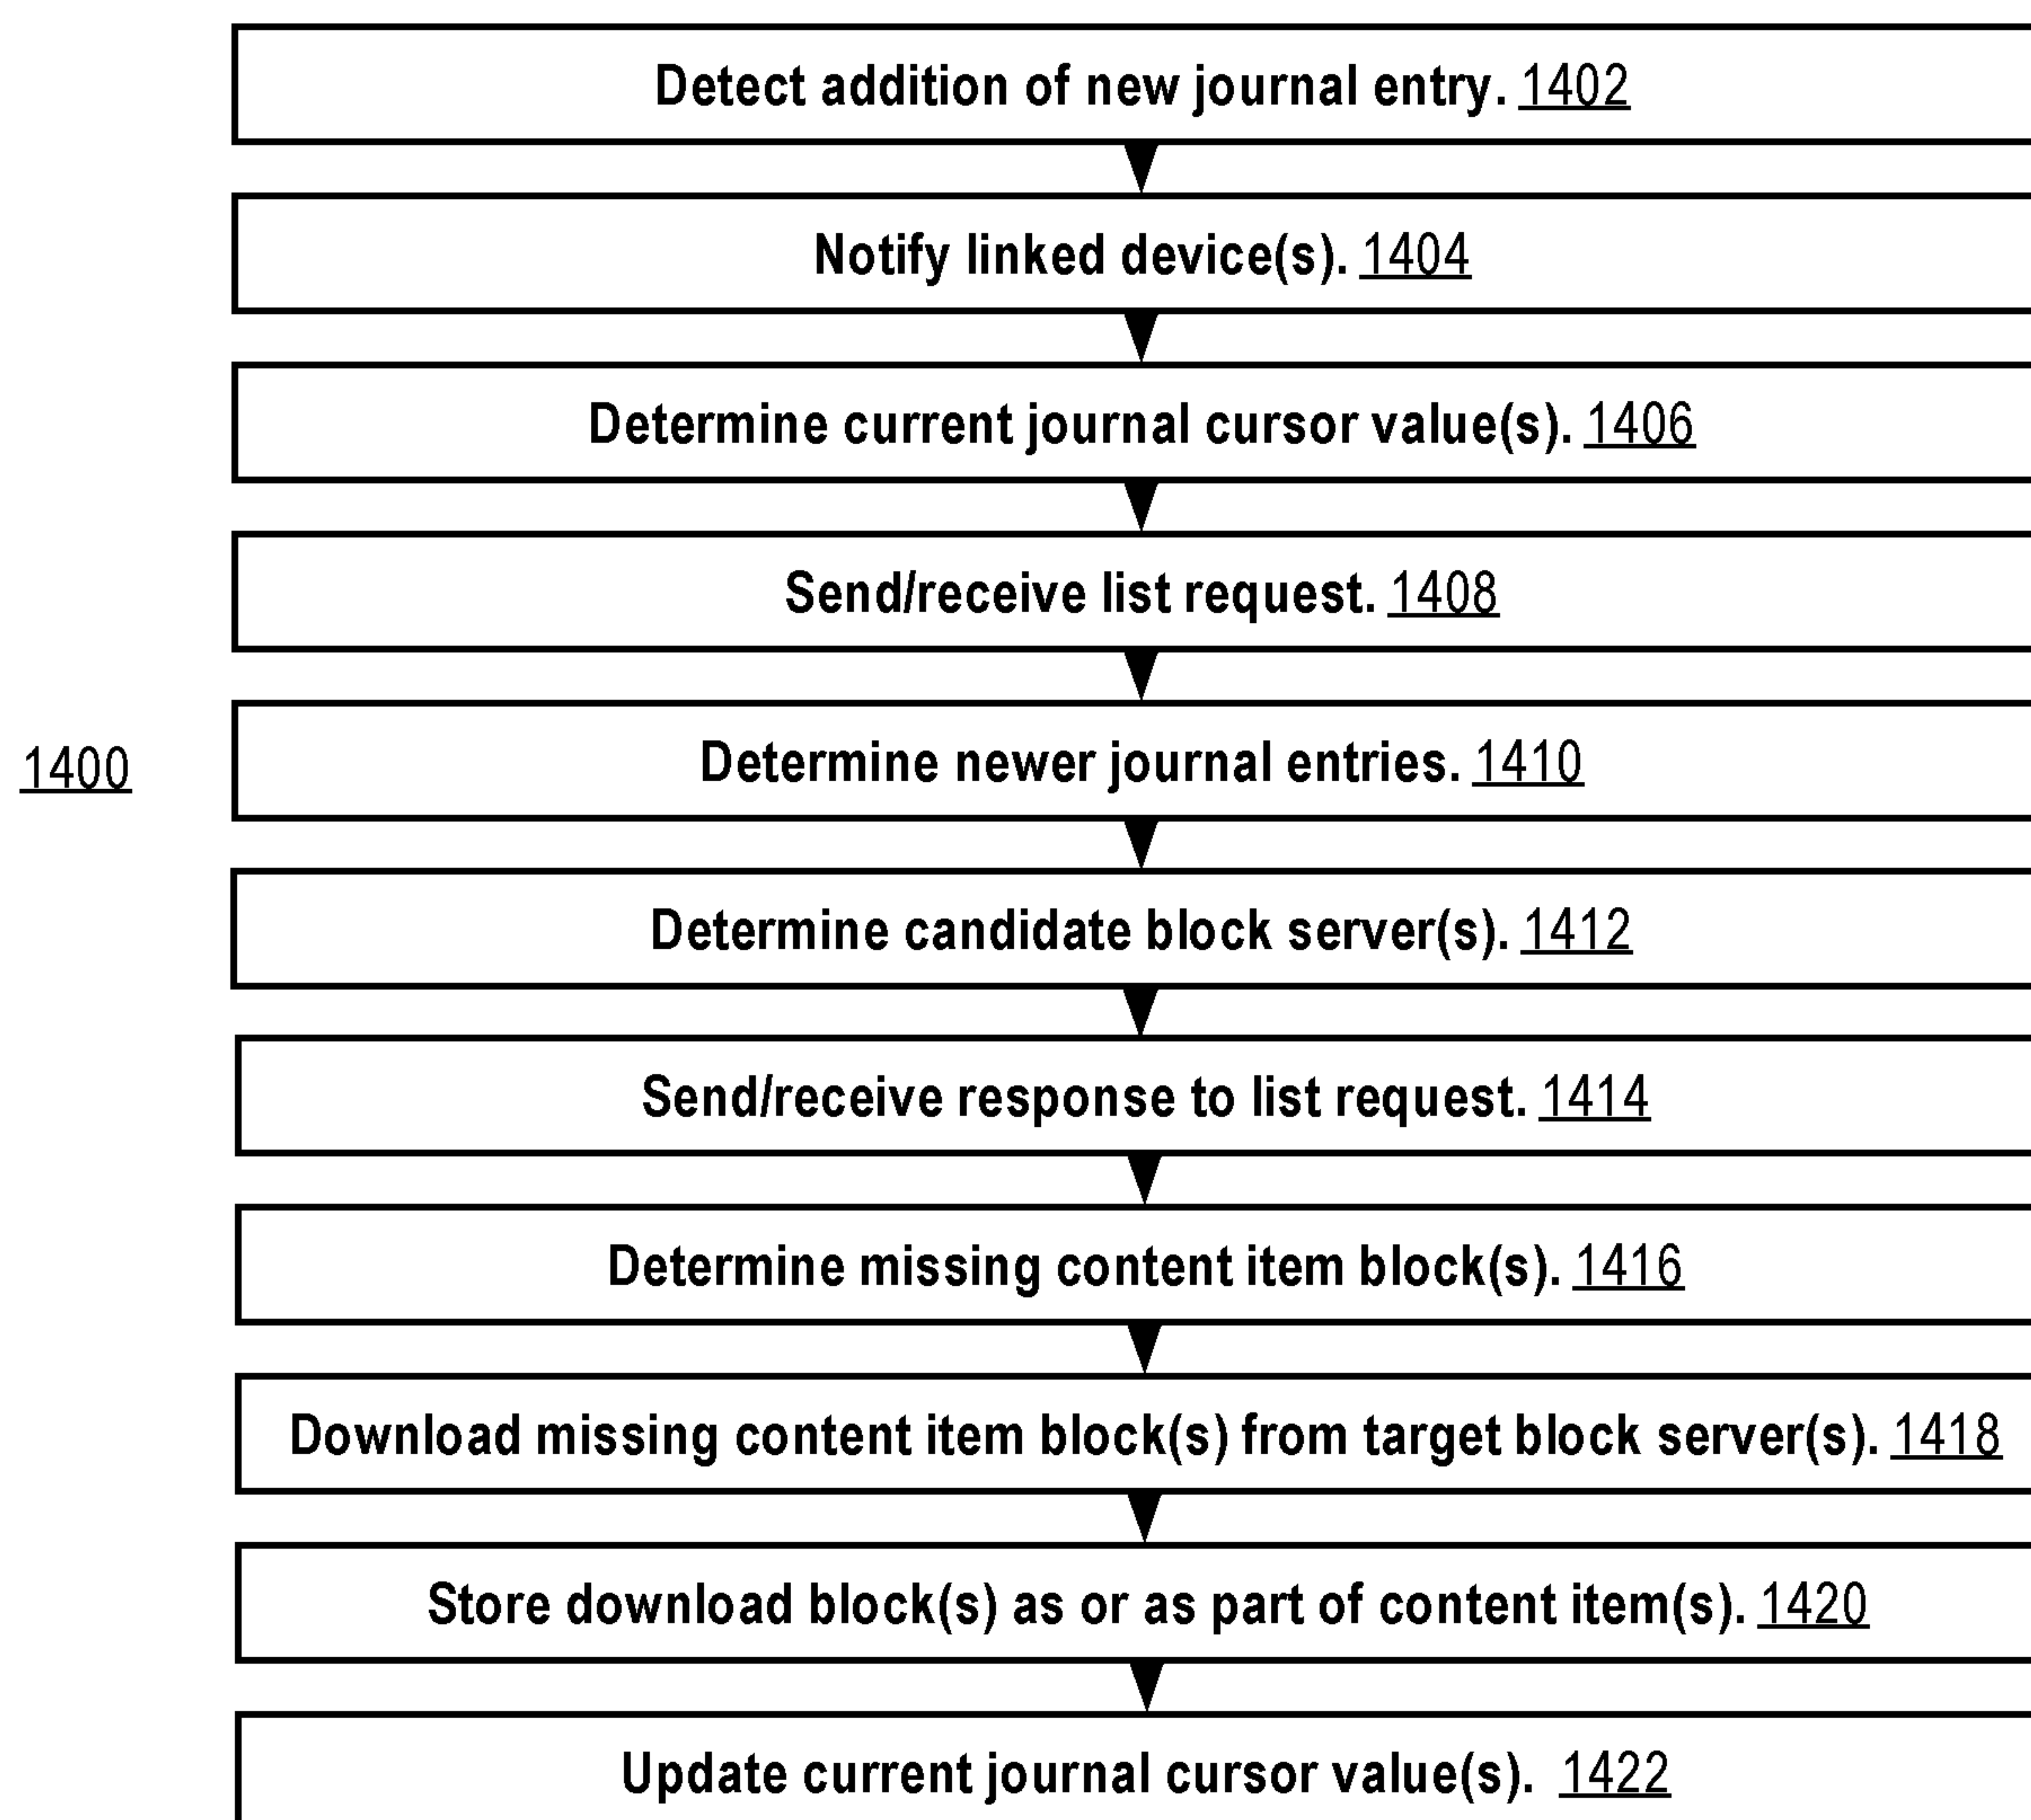 Detect addition of new journal entry. 1402
Notify linked device(s). 1404
Determine current journal cursor value(s). 1406
Send/receive list request. 1408
1400
Determine newer journal entries. 1410
Determine candidate block server(s). 1412
Send/receive response to list request. 1414
Determine missing content item block(s). 1416
Download missing content item block(s) from target block server(s). 1418
Store download block(s) as or as part of content item(s). 1420
Update current journal cursor value(s). 1422